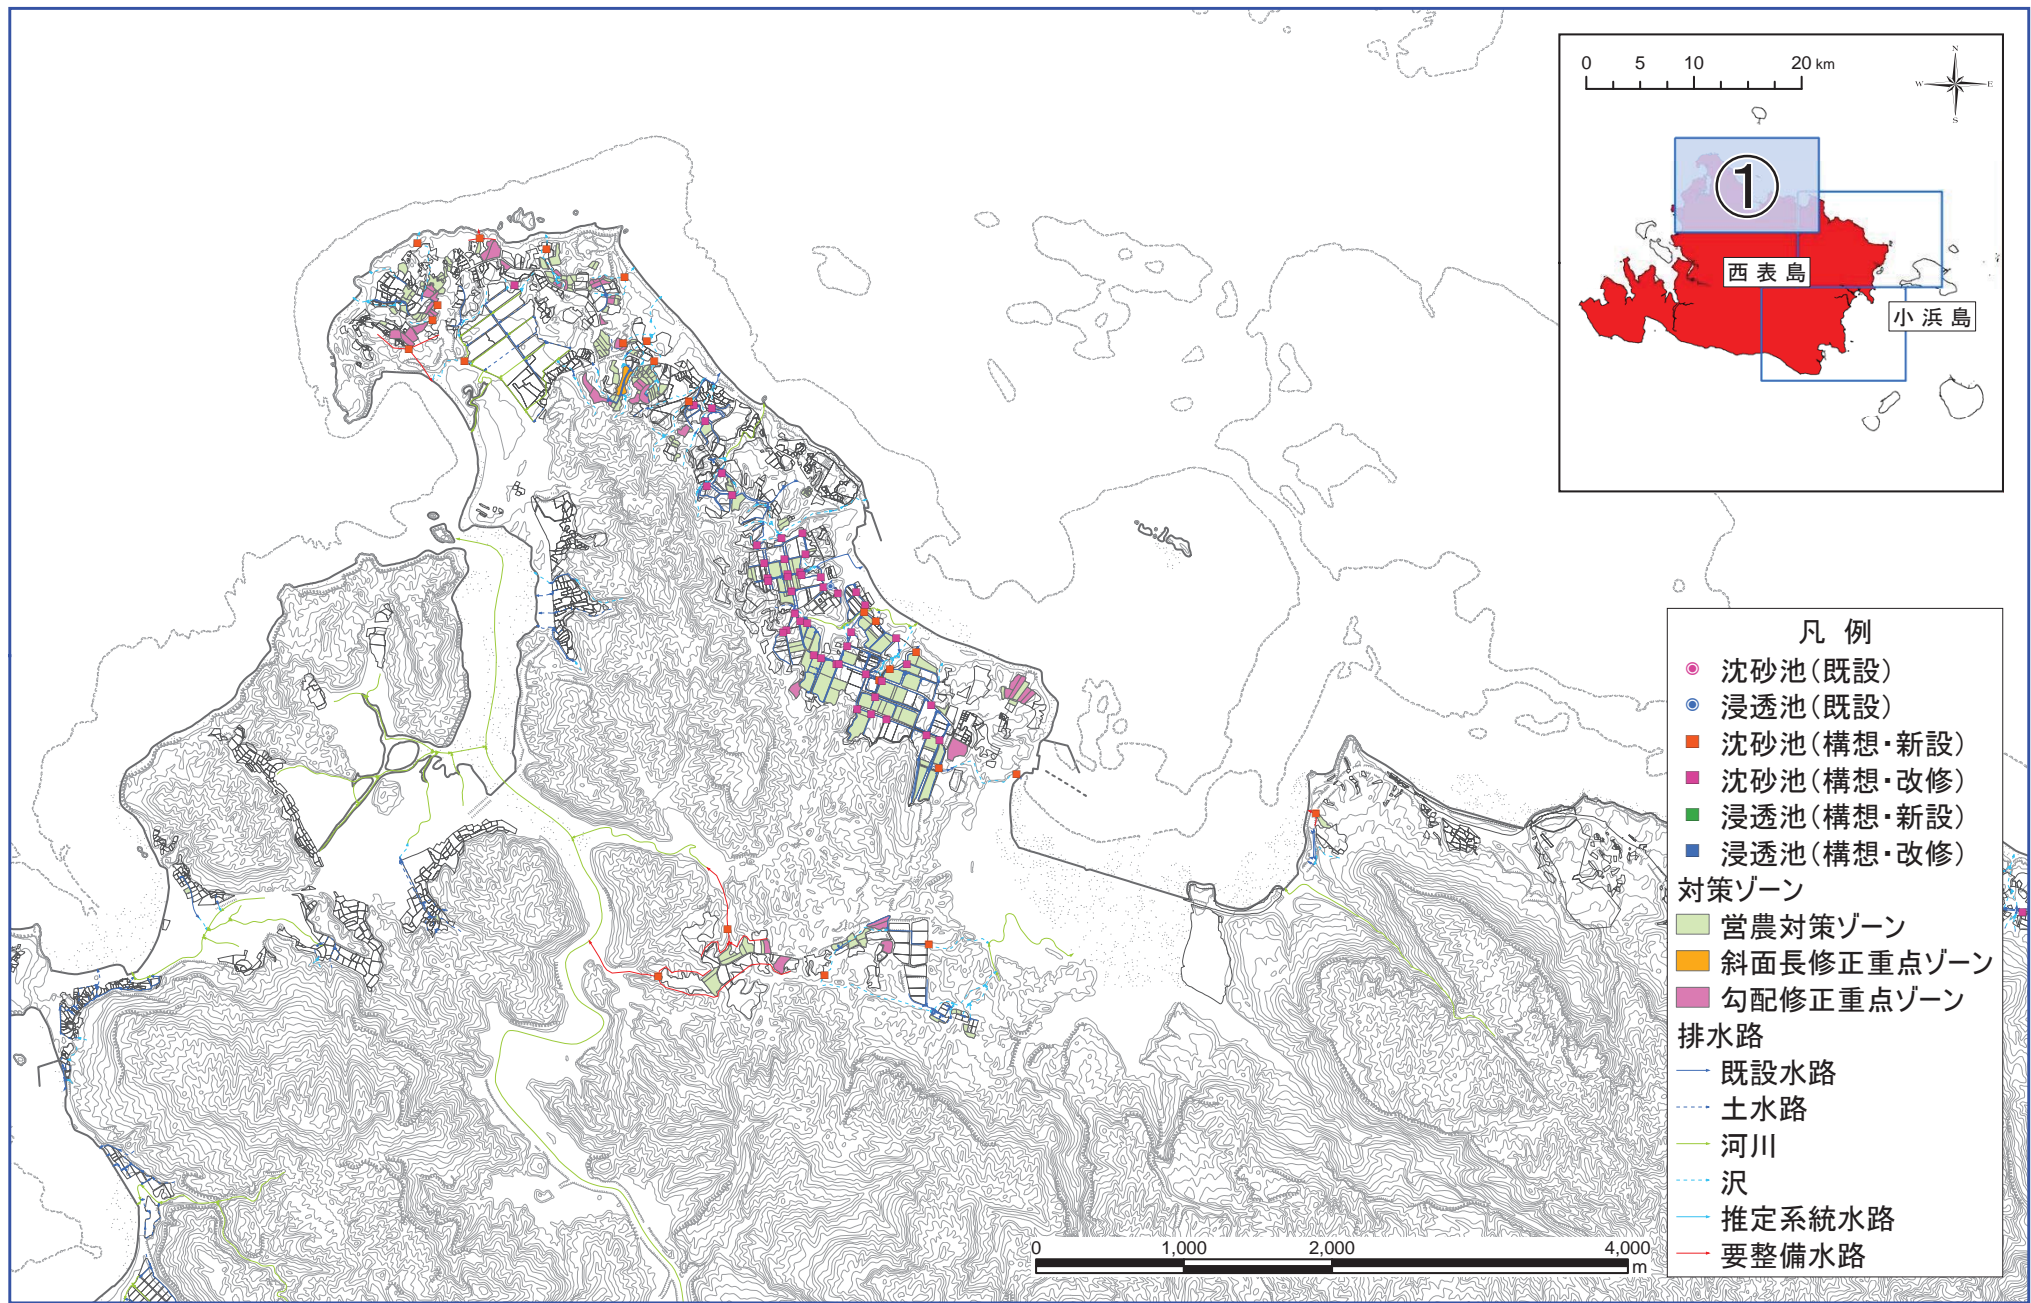 0 5 10 20 km
N
W E
S
①
西表島
小浜島
凡 例
沈砂池(既設)
浸透池(既設)
沈砂池(構想・新設)
沈砂池(構想・改修)
浸透池(構想・新設)
浸透池(構想・改修)
対策ゾーン
営農対策ゾーン
斜面長修正重点ゾーン
勾配修正重点ゾーン
排水路
既設水路
土水路
河川
沢
推定系統水路
要整備水路
0 1,000 2,000 4,000
m